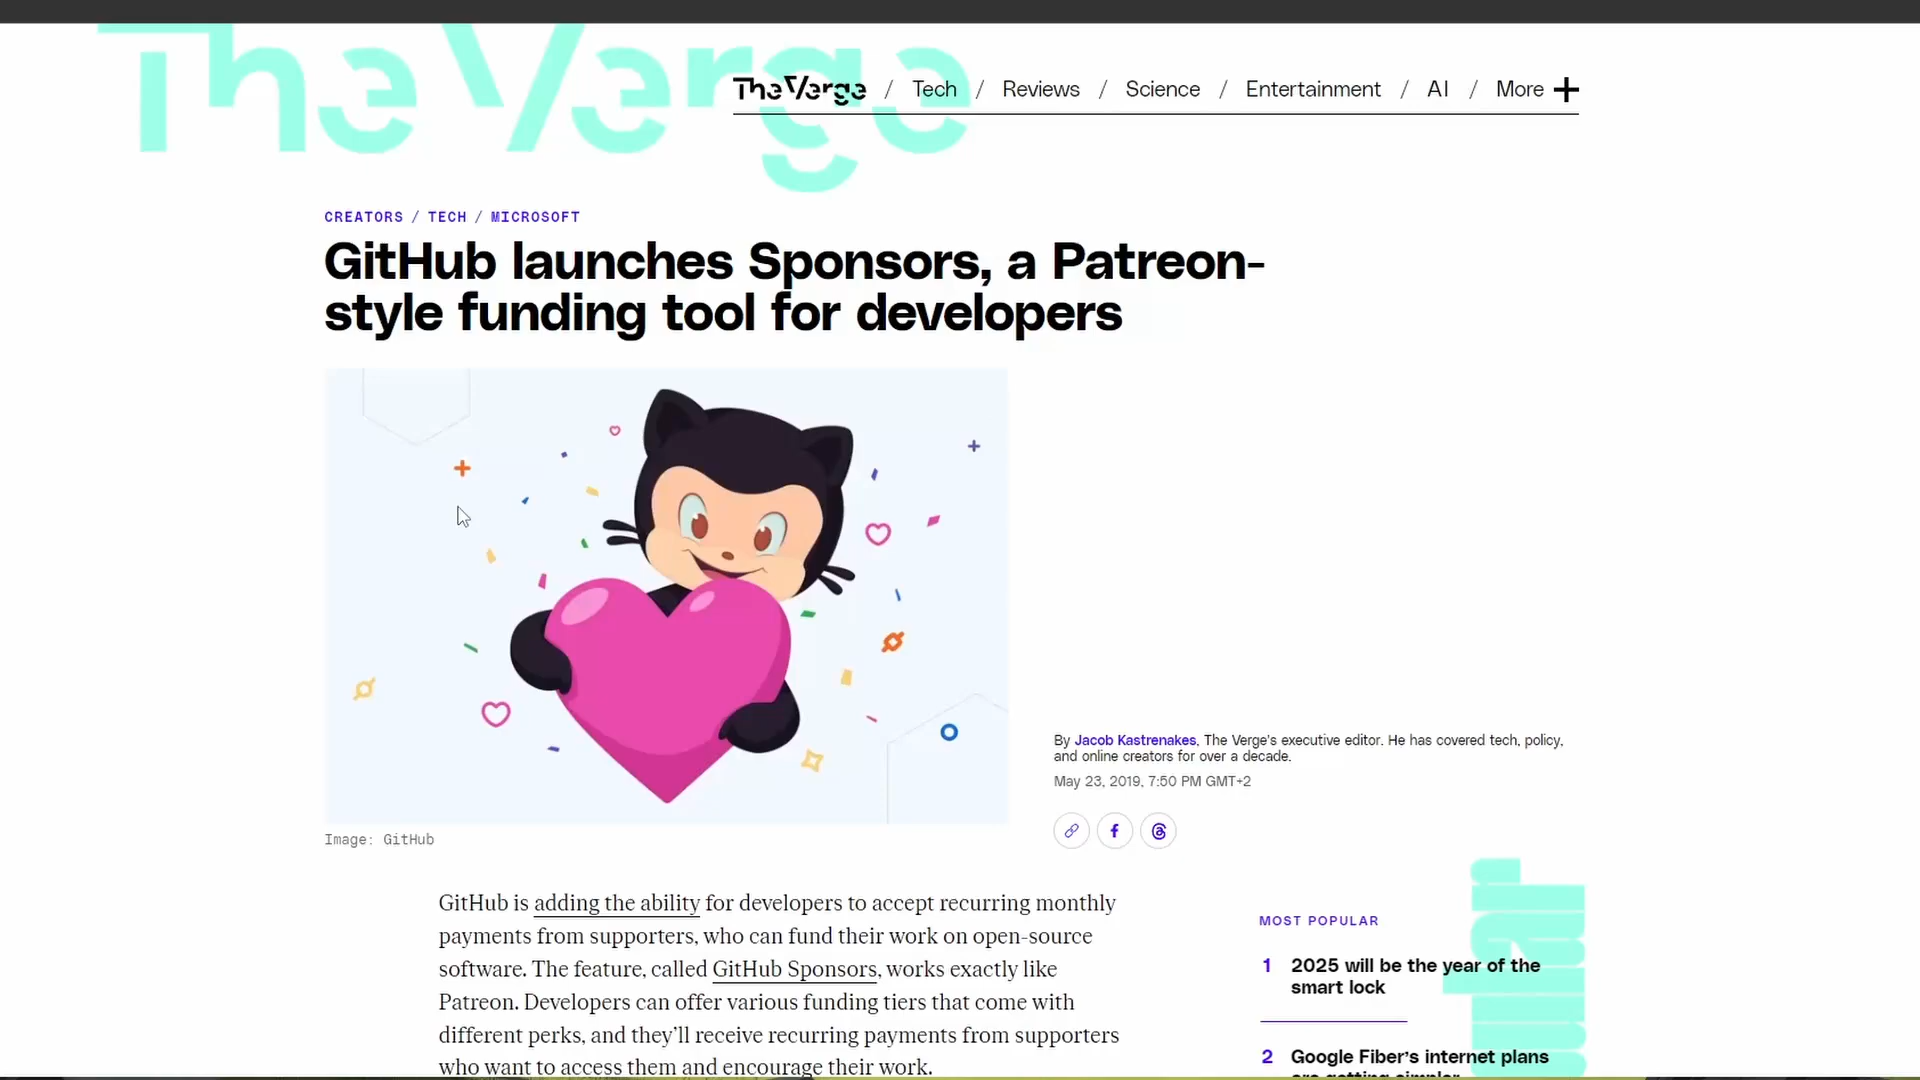 The Verge
The Verge / Tech / Reviews / Science / Entertainment / AI / More +
CREATORS / TECH / MICROSOFT
GitHub launches Sponsors, a Patreon-
style funding tool for developers
Image: GitHub
By Jacob Kastrenakes, The Verge's executive editor. He has covered tech, policy,
and online creators for over a decade.
May 23, 2019, 7:50 PM GMT+2
GitHub is adding the ability for developers to accept recurring monthly
payments from supporters, who can fund their work on open-source
software. The feature, called GitHub Sponsors, works exactly like
Patreon. Developers can offer various funding tiers that come with
different perks, and they’ll receive recurring payments from supporters
who want to access them and encourage their work.
MOST POPULAR
1 2025 will be the year of the
smart lock
2 Google Fiber’s internet plans
are getting simpler